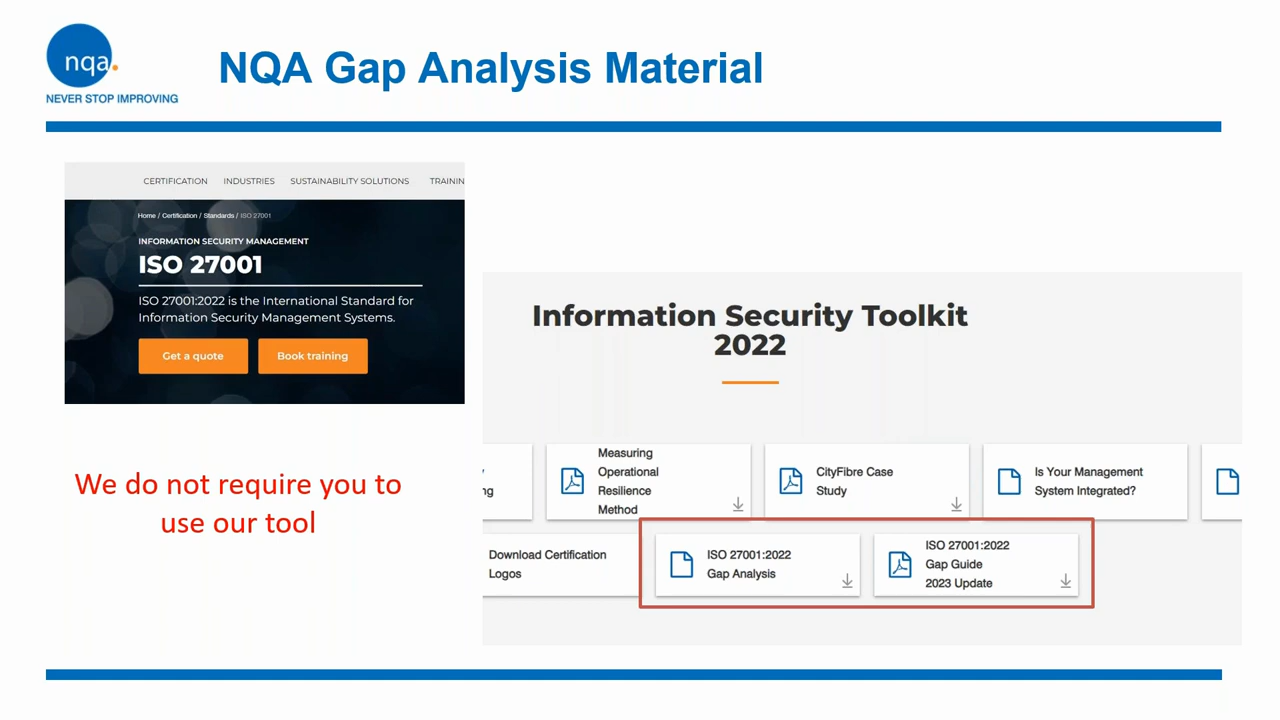 nqa.
NEVER STOP IMPROVING
NQA Gap Analysis Material
CERTIFICATION INDUSTRIES SUSTAINABILITY SOLUTIONS TRAININ
Home / Certification / Standards / ISO 27001
INFORMATION SECURITY MANAGEMENT
ISO 27001
ISO 27001:2022 is the International Standard for
Information Security Management Systems.
Get a quote
Book training
We do not require you to
use our tool
Information Security Toolkit
2022
ng
Measuring
Operational
Resilience
Method
CityFibre Case
Study
Is Your Management
System Integrated?
Download Certification
Logos
ISO 27001:2022
Gap Analysis
ISO 27001:2022
Gap Guide
2023 Update